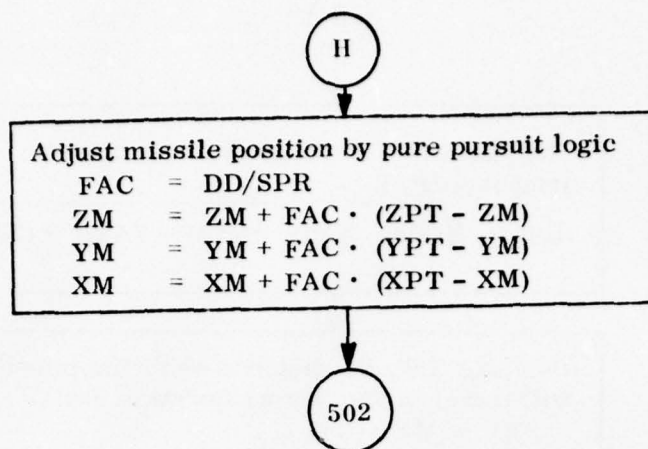 H
Adjust missile position by pure pursuit logic
FAC = DD/SPR
ZM = ZM + FAC · (ZPT - ZM)
YM = YM + FAC · (YPT - YM)
XM = XM + FAC · (XPT - XM)
502